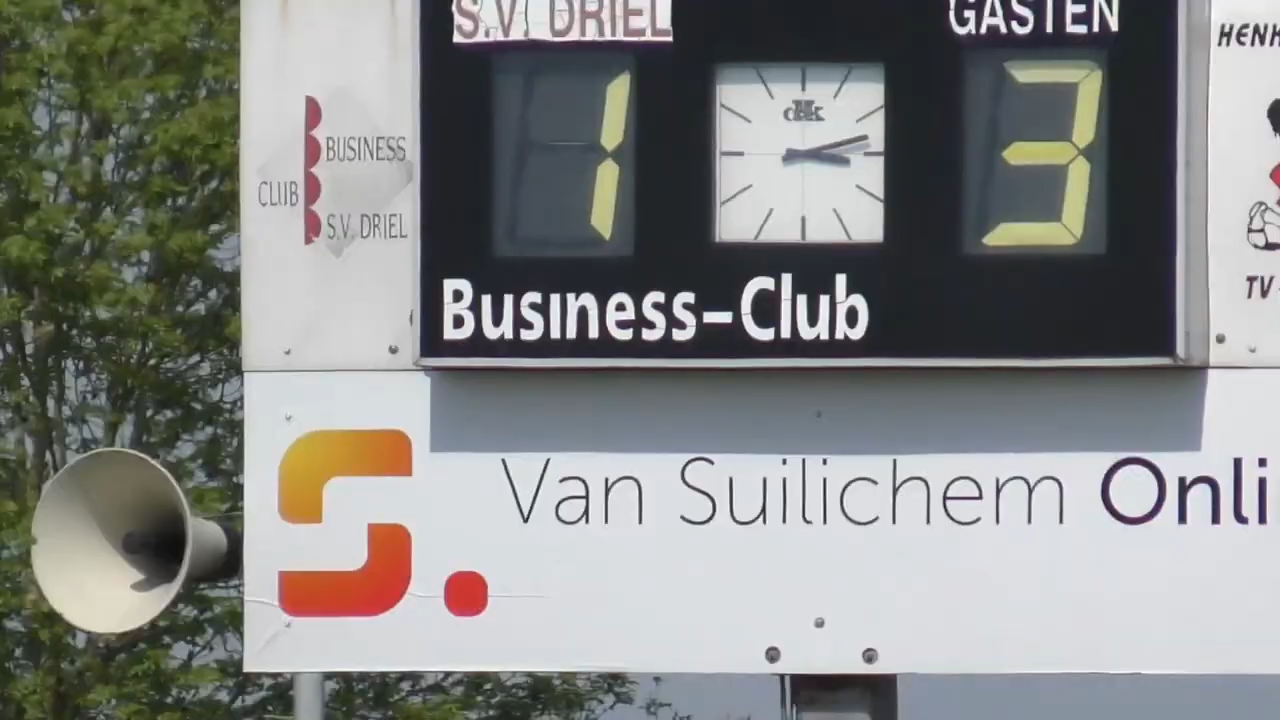 S.V. DRIEL
GASTEN
HENK
1
3
BUSINESS
CLUB
S.V. DRIEL
Business-Club
TV
Van Suilichem Onli
S.